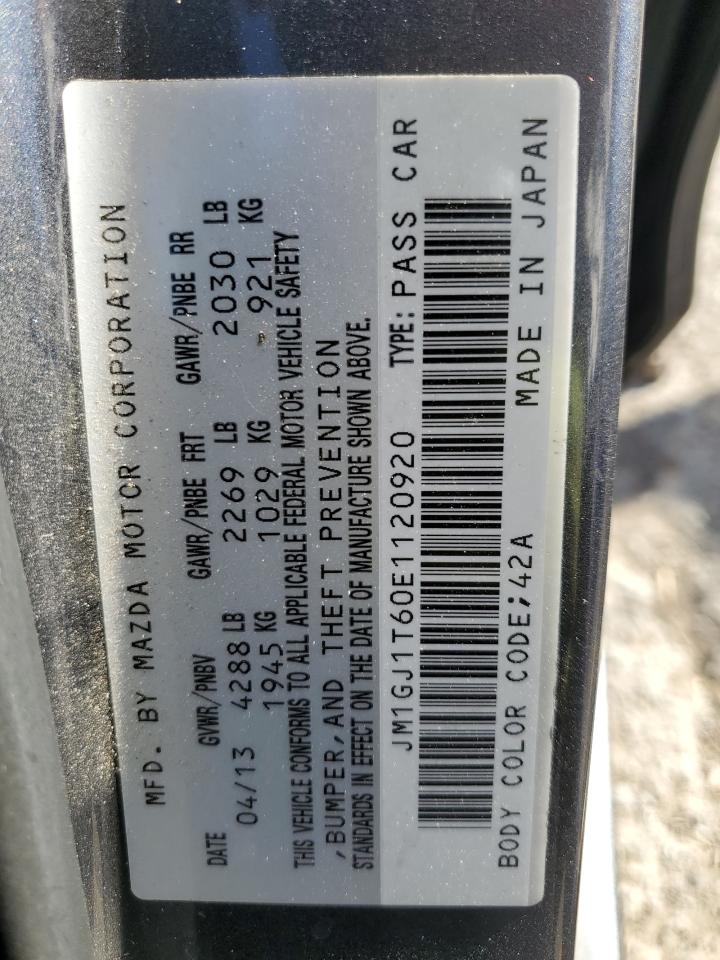 MFD. BY MAZDA MOTOR CORPORATION
DATE GVWR/PNBV GAWR/PNBE FRT GAWR/PNBE RR
04/13 4288 LB 2269 LB 2030 LB
1945 KG 1029 KG 921 KG
THIS VEHICLE CONFORMS TO ALL APPLICABLE FEDERAL MOTOR VEHICLE SAFETY
,BUMPER,AND THEFT PREVENTION
STANDARDS IN EFFECT ON THE DATE OF MANUFACTURE SHOWN ABOVE.
JM1GJ1T60E1120920 TYPE: PASS CAR
BODY COLOR CODE;42A MADE IN JAPAN